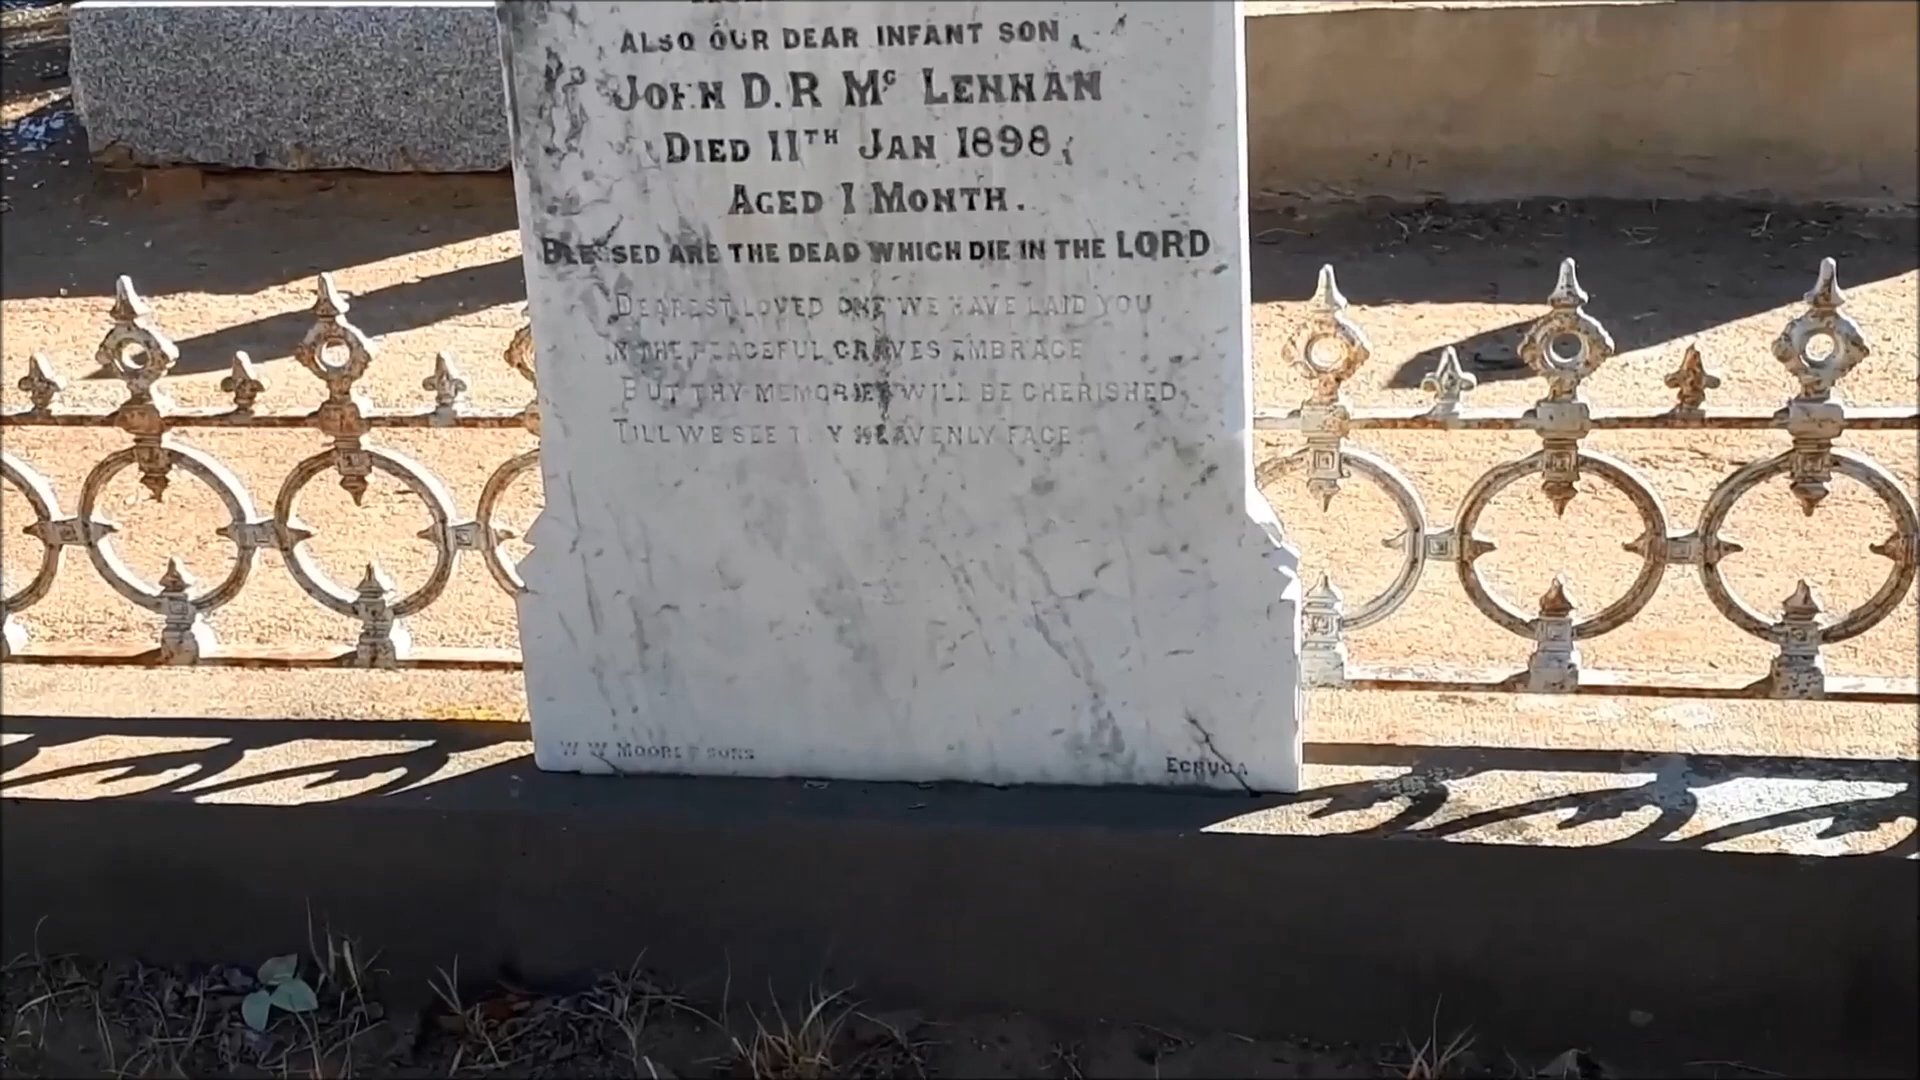 ALSO OUR DEAR INFANT SON,
JOHN D.R Mc LENNAN
DIED 11TH JAN 1898,
AGED 1 MONTH.
BLESSED ARE THE DEAD WHICH DIE IN THE LORD
DEAREST LOVED ONE WE HAVE LAID YOU
IN THE PEACEFUL GRAVES EMBRACE
BUT THY MEMORIES WILL BE CHERISHED,
TILL WE SEE THY HEAVENLY FACE.
W W MOORE & SONS
ECHUCA